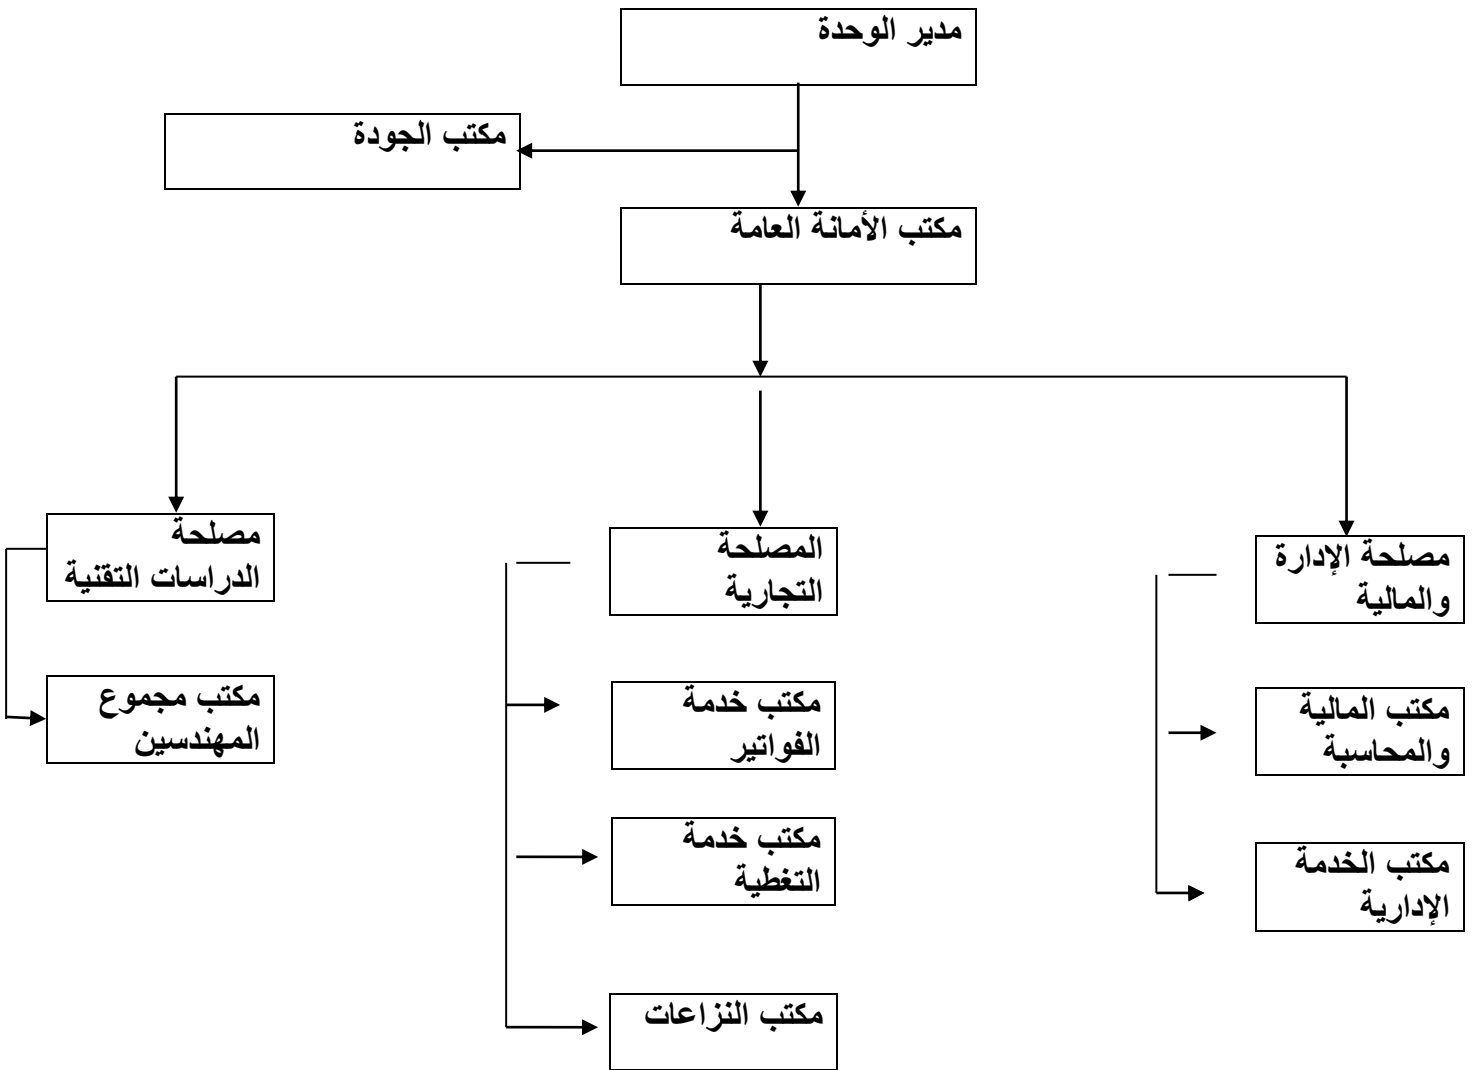 مدير الوحدة
مكتب الجودة
مكتب الأمانة العامة
مصلحة الإدارة
والمالية
مكتب المالية
والمحاسبة
مكتب الخدمة
الإدارية
المصلحة
التجارية
مكتب خدمة
الفواتير
مكتب خدمة
التغطية
مكتب النزاعات
مصلحة
الدراسات التقنية
مكتب مجموع
المهندسين